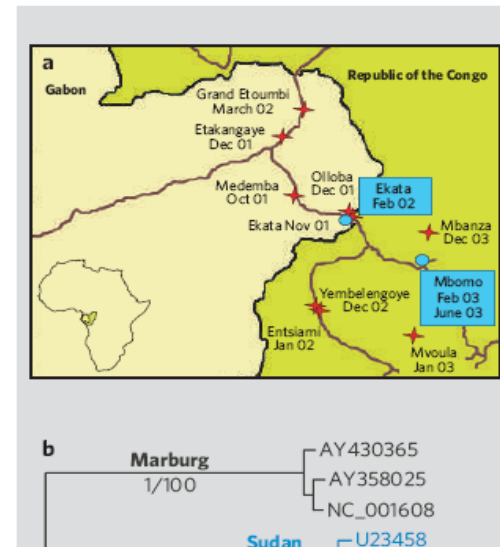 a
Gabon
Republic of the Congo
Grand Etoumbi
March 02
Etakangaye
Dec 01
Medemba
Oct 01
Olloba
Dec 01
Ekata
Feb 02
Ekata Nov 01
Mbanza
Dec 03
Mbomo
Feb 03
June 03
Yembelengoye
Dec 02
Entsiami
Jan 02
Mvoula
Jan 03
b
Marburg
1/100
AY430365
AY358025
NC_001608
Sudan
U23458